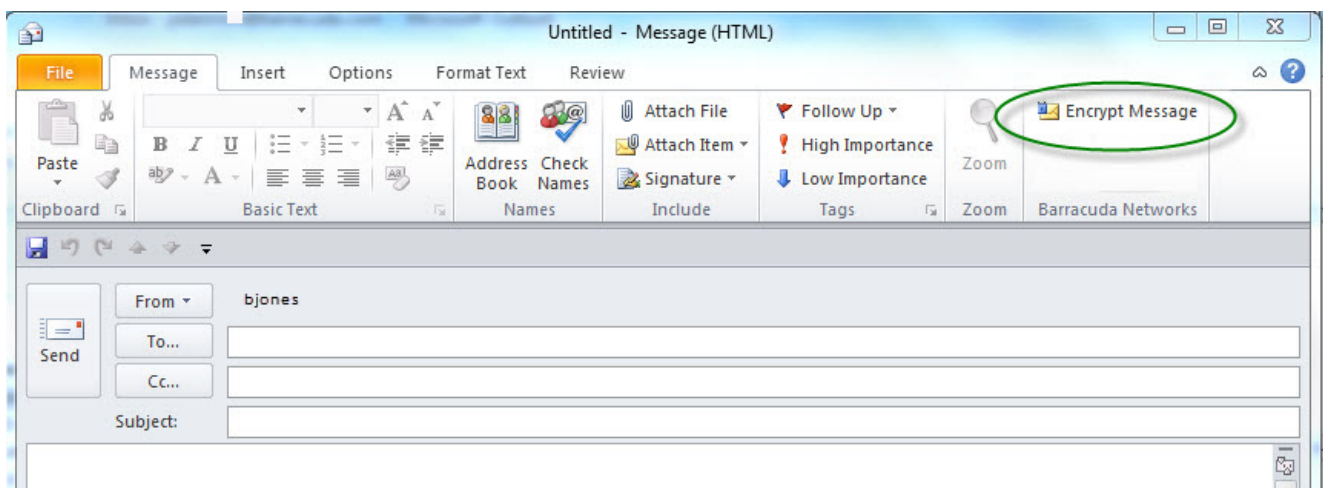 Untitled - Message (HTML)
File Message Insert Options Format Text Review
Paste
Clipboard
B I U
ab A
A A
Aa
Basic Text
Address Book
Check Names
Names
Attach File
Attach Item
Signature
Include
Follow Up
High Importance
Low Importance
Tags
Zoom
Zoom
Encrypt Message
Barracuda Networks
Send
From bjones
To...
Cc...
Subject: